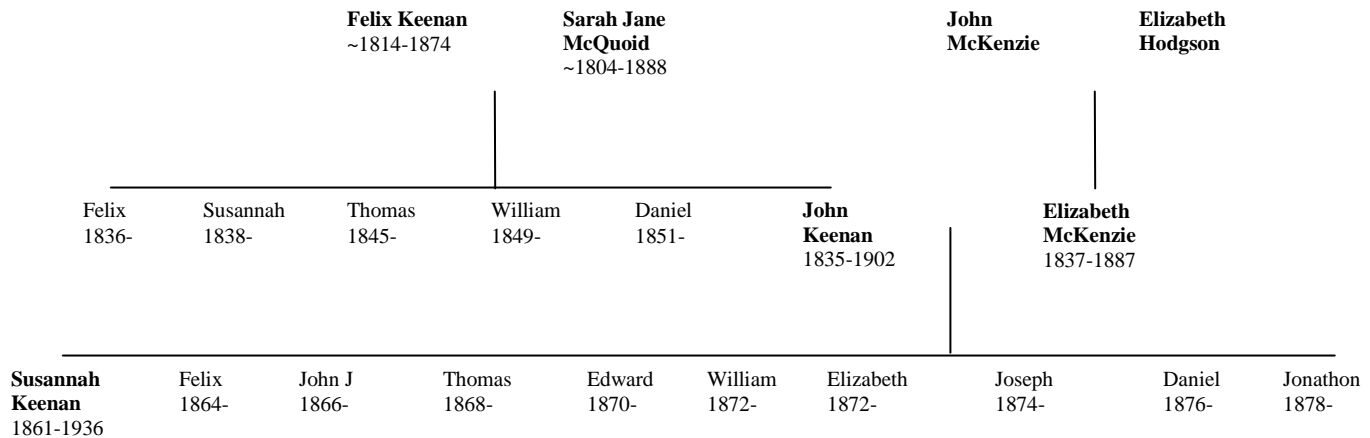 Felix Keenan
~1814-1874
Sarah Jane
McQuoid
~1804-1888
John
McKenzie
Elizabeth
Hodgson
Felix
1836-
Susannah
1838-
Thomas
1845-
William
1849-
Daniel
1851-
John
Keenan
1835-1902
Elizabeth
McKenzie
1837-1887
Susannah
Keenan
1861-1936
Felix
1864-
John J
1866-
Thomas
1868-
Edward
1870-
William
1872-
Elizabeth
1872-
Joseph
1874-
Daniel
1876-
Jonathon
1878-